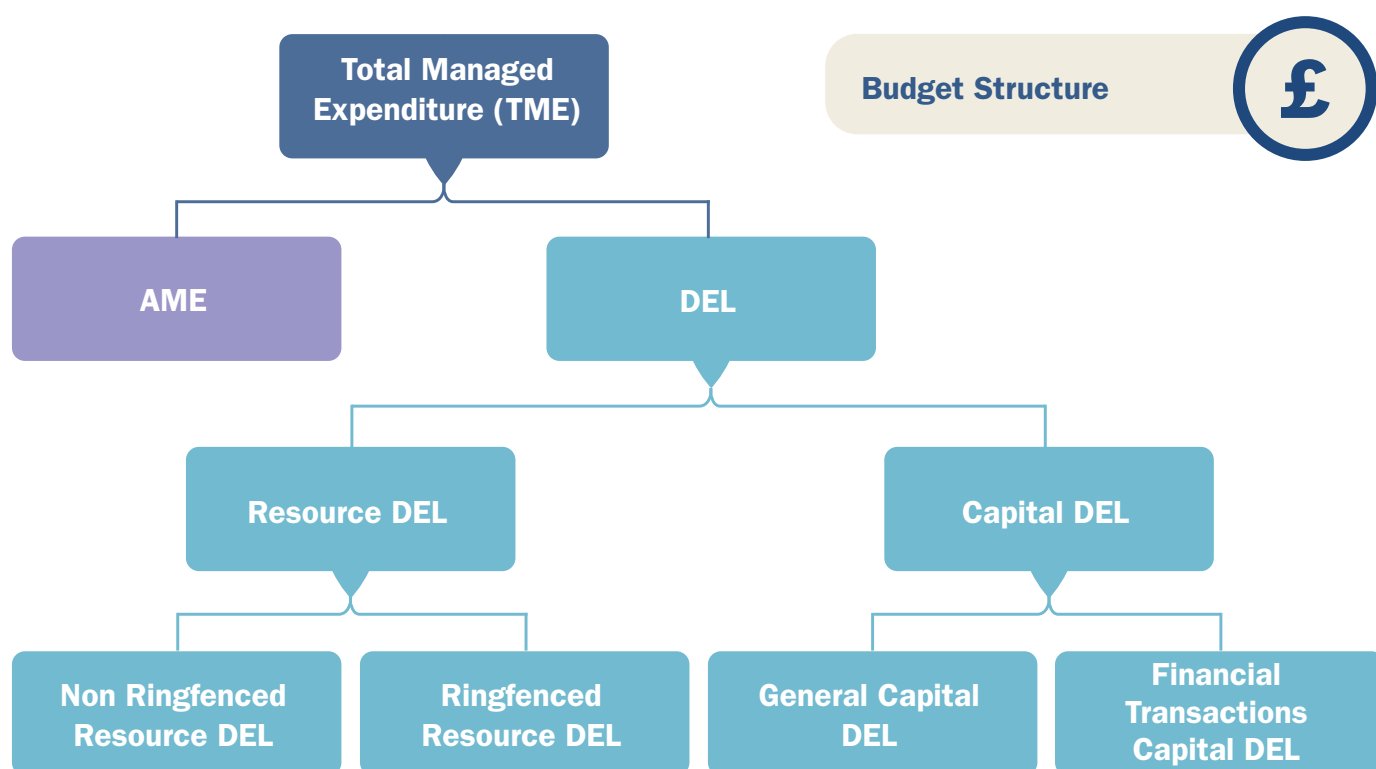 Total Managed
Expenditure (TME)
Budget Structure
£
AME
DEL
Resource DEL
Capital DEL
Non Ringfenced
Resource DEL
Ringfenced
Resource DEL
General Capital
DEL
Financial
Transactions
Capital DEL